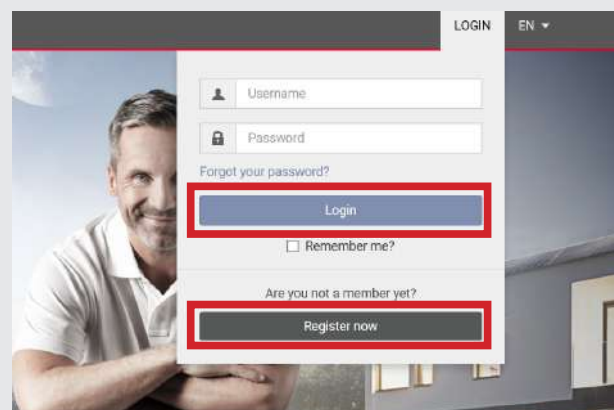 LOGIN EN
Username
Password
Forgot your password?
Login
Remember me?
Are you not a member yet?
Register now